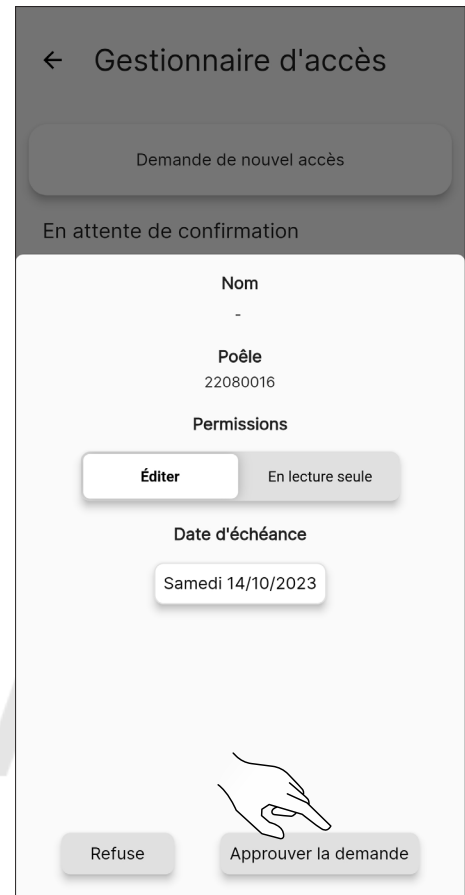 Gestionnaire d'accès
Demande de nouvel accès
En attente de confirmation
Nom
-
Poêle
22080016
Permissions
Éditer
En lecture seule
Date d'échéance
Samedi 14/10/2023
Refuse
Approuver la demande